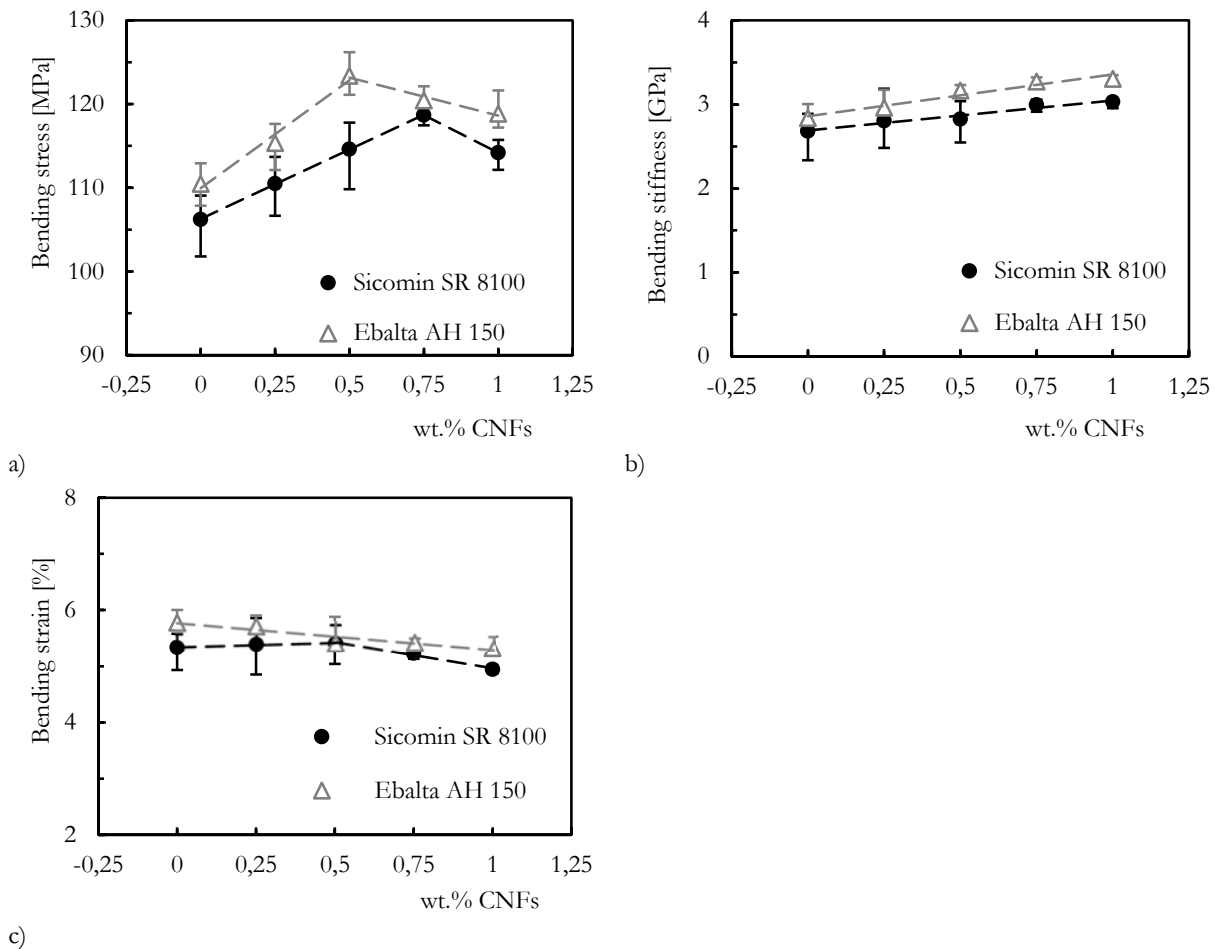 130
120
110
100
90
Bending stress [MPa]
Sicomin SR 8100
Ebalta AH 150
-0,25 0 0,25 0,5 0,75 1 1,25
wt.% CNFs
a)
4
3
2
1
0
Bending stiffness [GPa]
Sicomin SR 8100
Ebalta AH 150
-0,25 0 0,25 0,5 0,75 1 1,25
wt.% CNFs
b)
8
6
4
2
Bending strain [%]
Sicomin SR 8100
Ebalta AH 150
-0,25 0 0,25 0,5 0,75 1 1,25
wt.% CNFs
c)